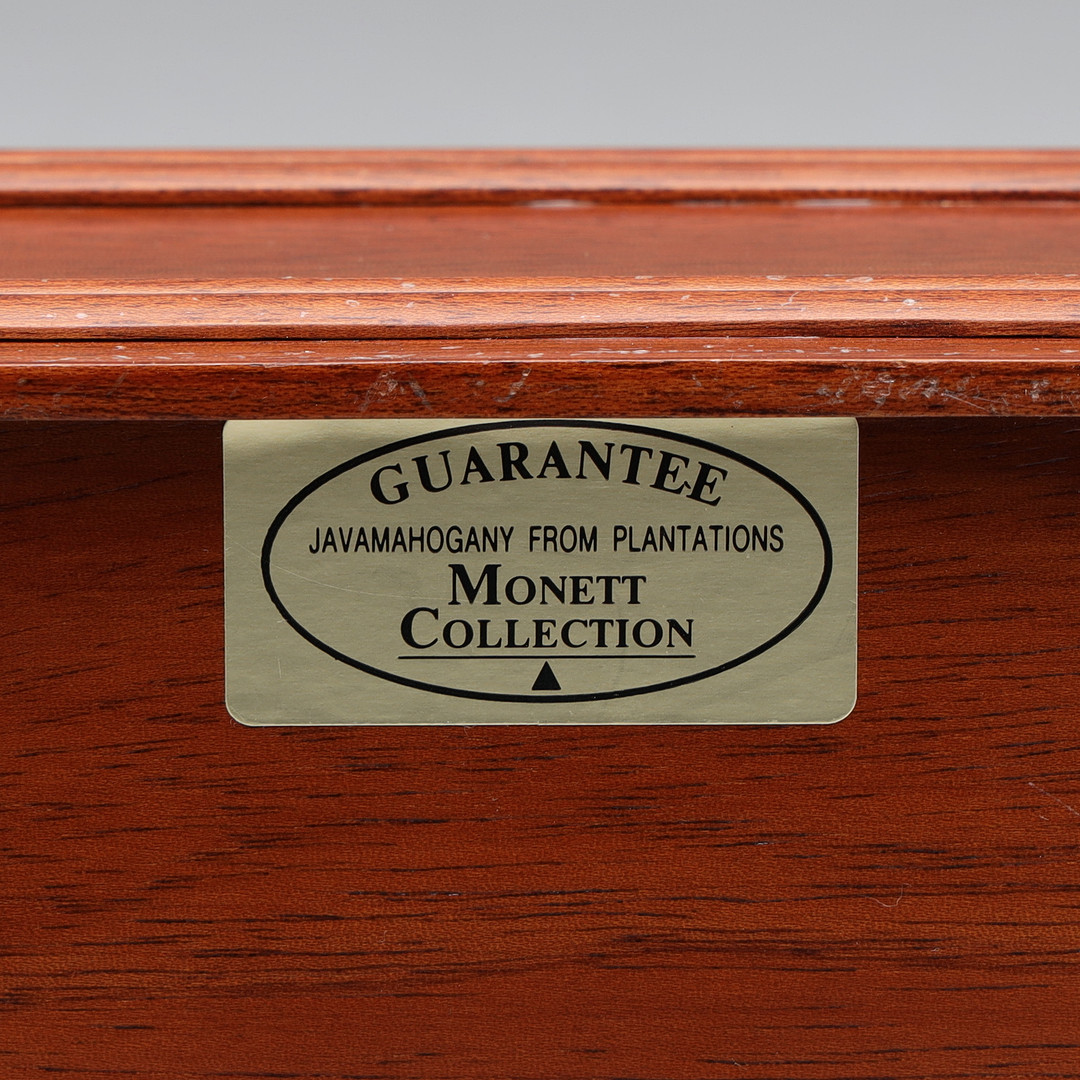 GUARANTEE
JAVAMAHOGANY FROM PLANTATIONS
MONETT
COLLECTION